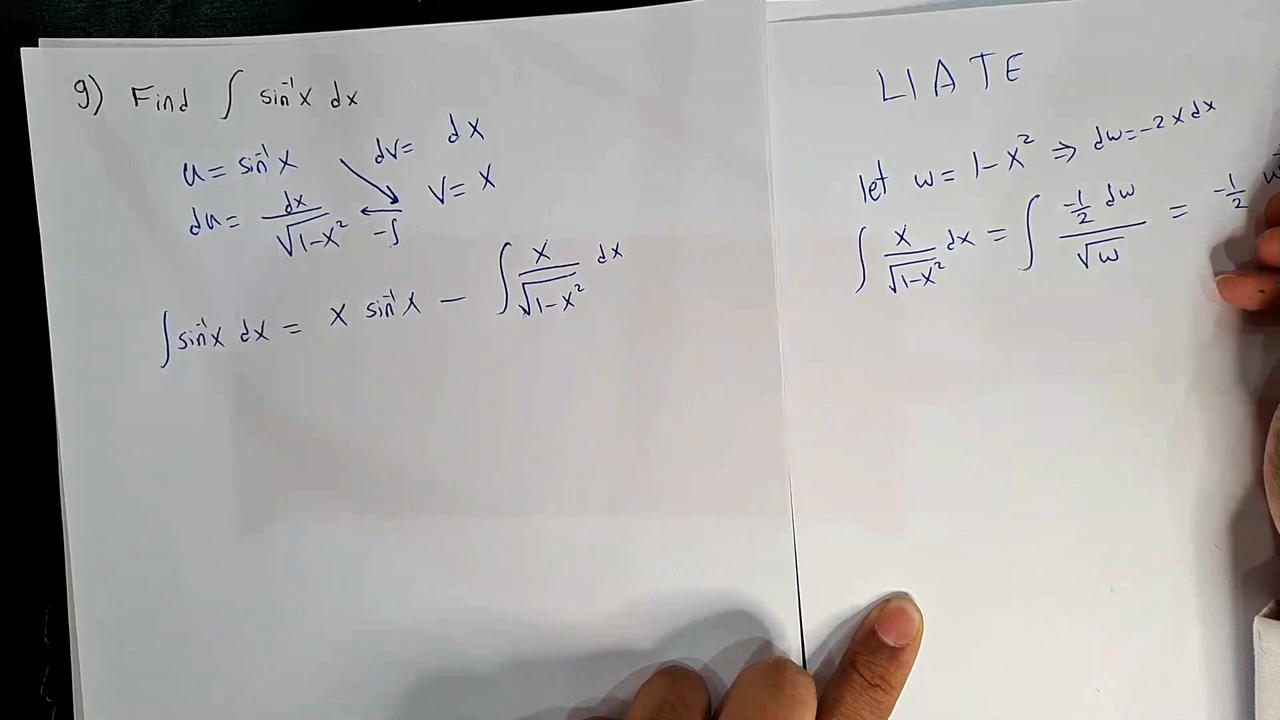 9) Find ∫ sin⁻¹x dx
u = sin⁻¹x dv = dx
du = dx/√(1-x²) ← -∫ v = x
∫ sin⁻¹x dx = x sin⁻¹x - ∫ x/√(1-x²) dx
LIATE
let w = 1-x² ⇒ dw = -2x dx
∫ x/√(1-x²) dx = ∫ (-1/2 dw)/√w = -1/2